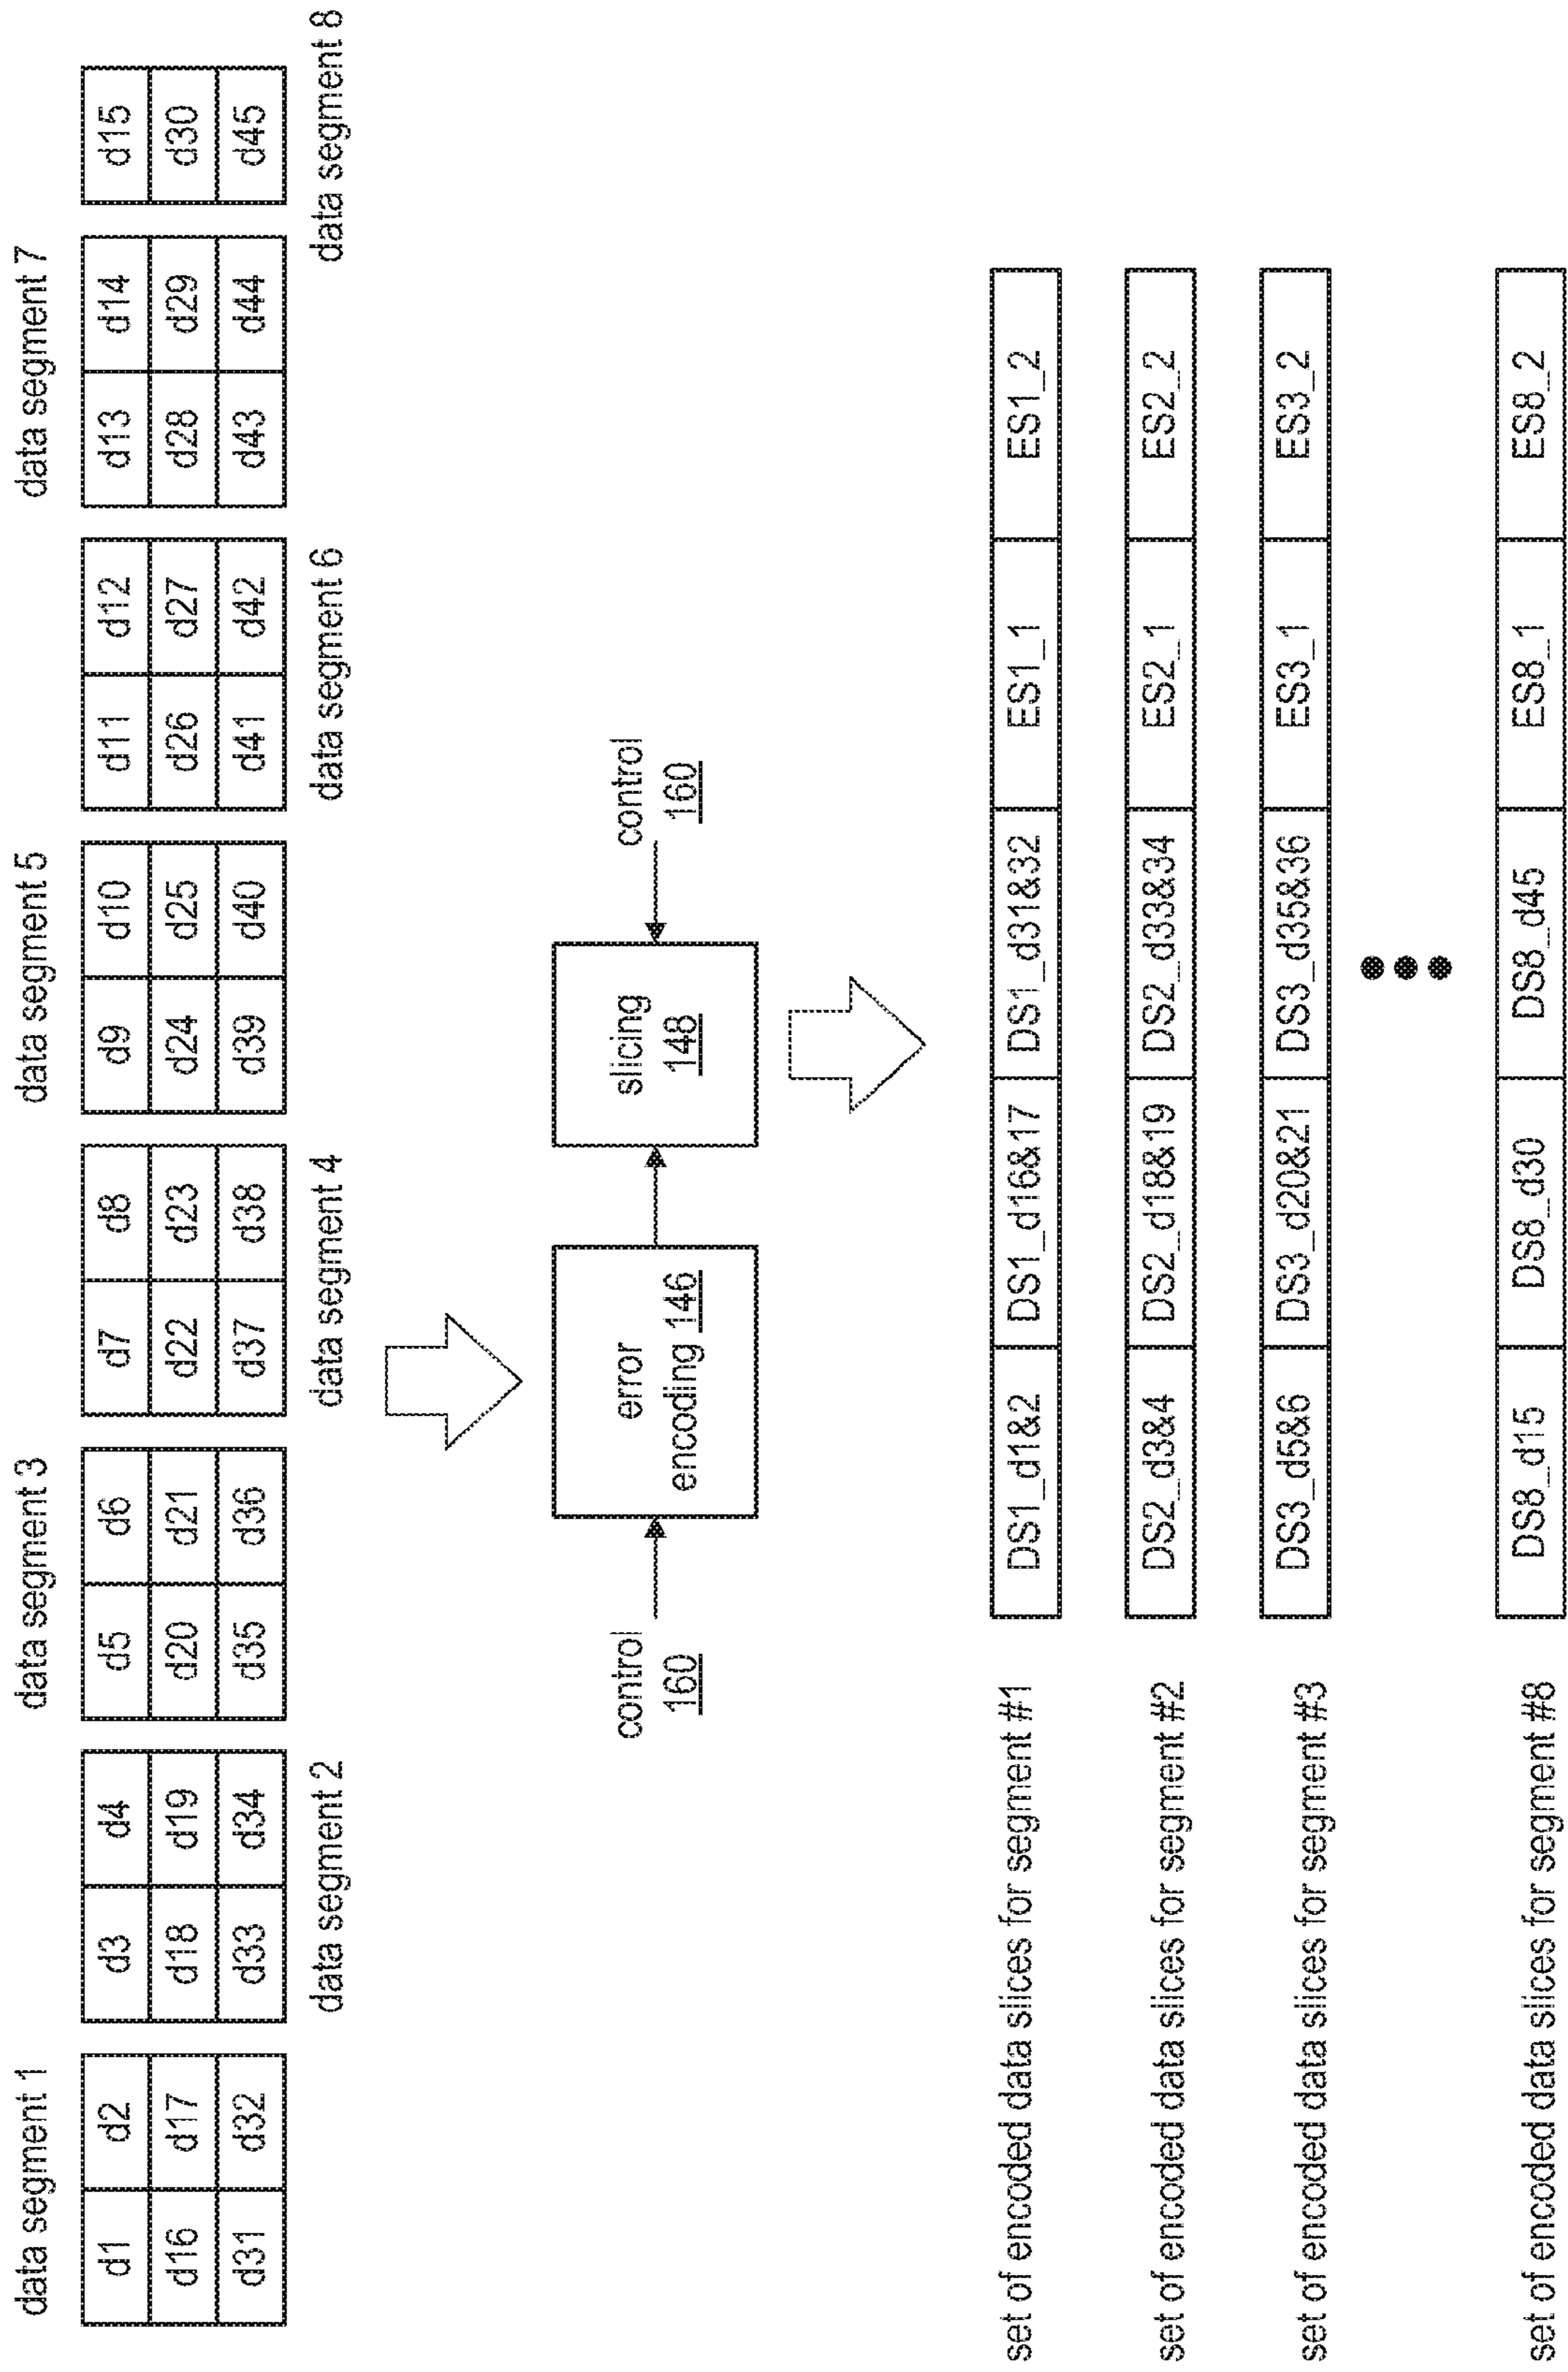 data segment 1
data segment 3
data segment 5
data segment 7
d1 d2 d3 d4 d5 d6 d7 d8 d9 d10 d11 d12 d13 d14 d15
d16 d17 d18 d19 d20 d21 d22 d23 d24 d25 d26 d27 d28 d29 d30
d31 d32 d33 d34 d35 d36 d37 d38 d39 d40 d41 d42 d43 d44 d45
data segment 2
data segment 4
data segment 6
data segment 8
control
160
error
encoding 146
slicing
148
control
160
set of encoded data slices for segment #1
DS1_d1&2 DS1_d16&17 DS1_d31&32 ES1_1 ES1_2
set of encoded data slices for segment #2
DS2_d3&4 DS2_d18&19 DS2_d33&34 ES2_1 ES2_2
set of encoded data slices for segment #3
DS3_d5&6 DS3_d20&21 DS3_d35&36 ES3_1 ES3_2
set of encoded data slices for segment #8
DS8_d15 DS8_d30 DS8_d45 ES8_1 ES8_2